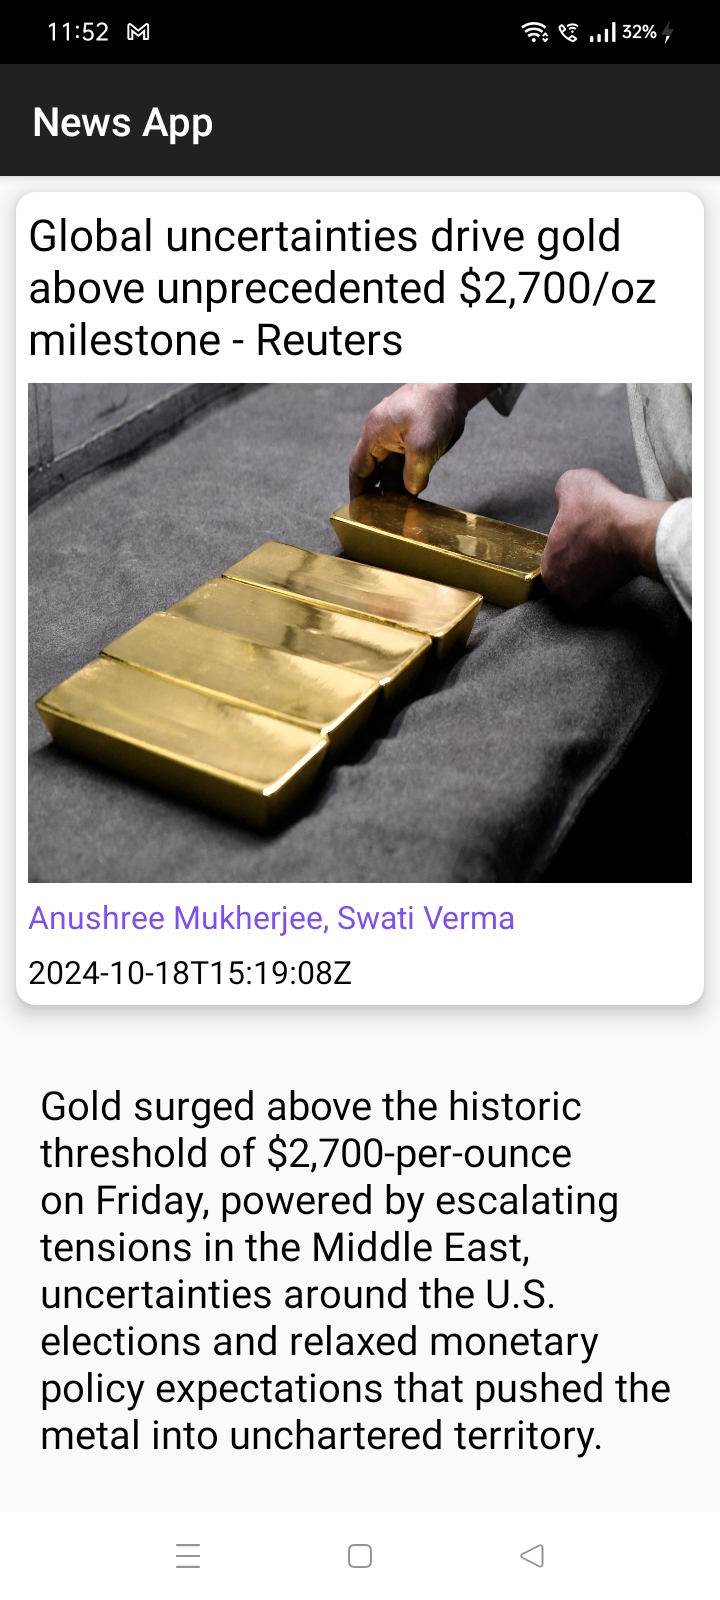 11:52
32%
News App
Global uncertainties drive gold
above unprecedented $2,700/oz
milestone - Reuters
Anushree Mukherjee, Swati Verma
2024-10-18T15:19:08Z
Gold surged above the historic
threshold of $2,700-per-ounce
on Friday, powered by escalating
tensions in the Middle East,
uncertainties around the U.S.
elections and relaxed monetary
policy expectations that pushed the
metal into unchartered territory.